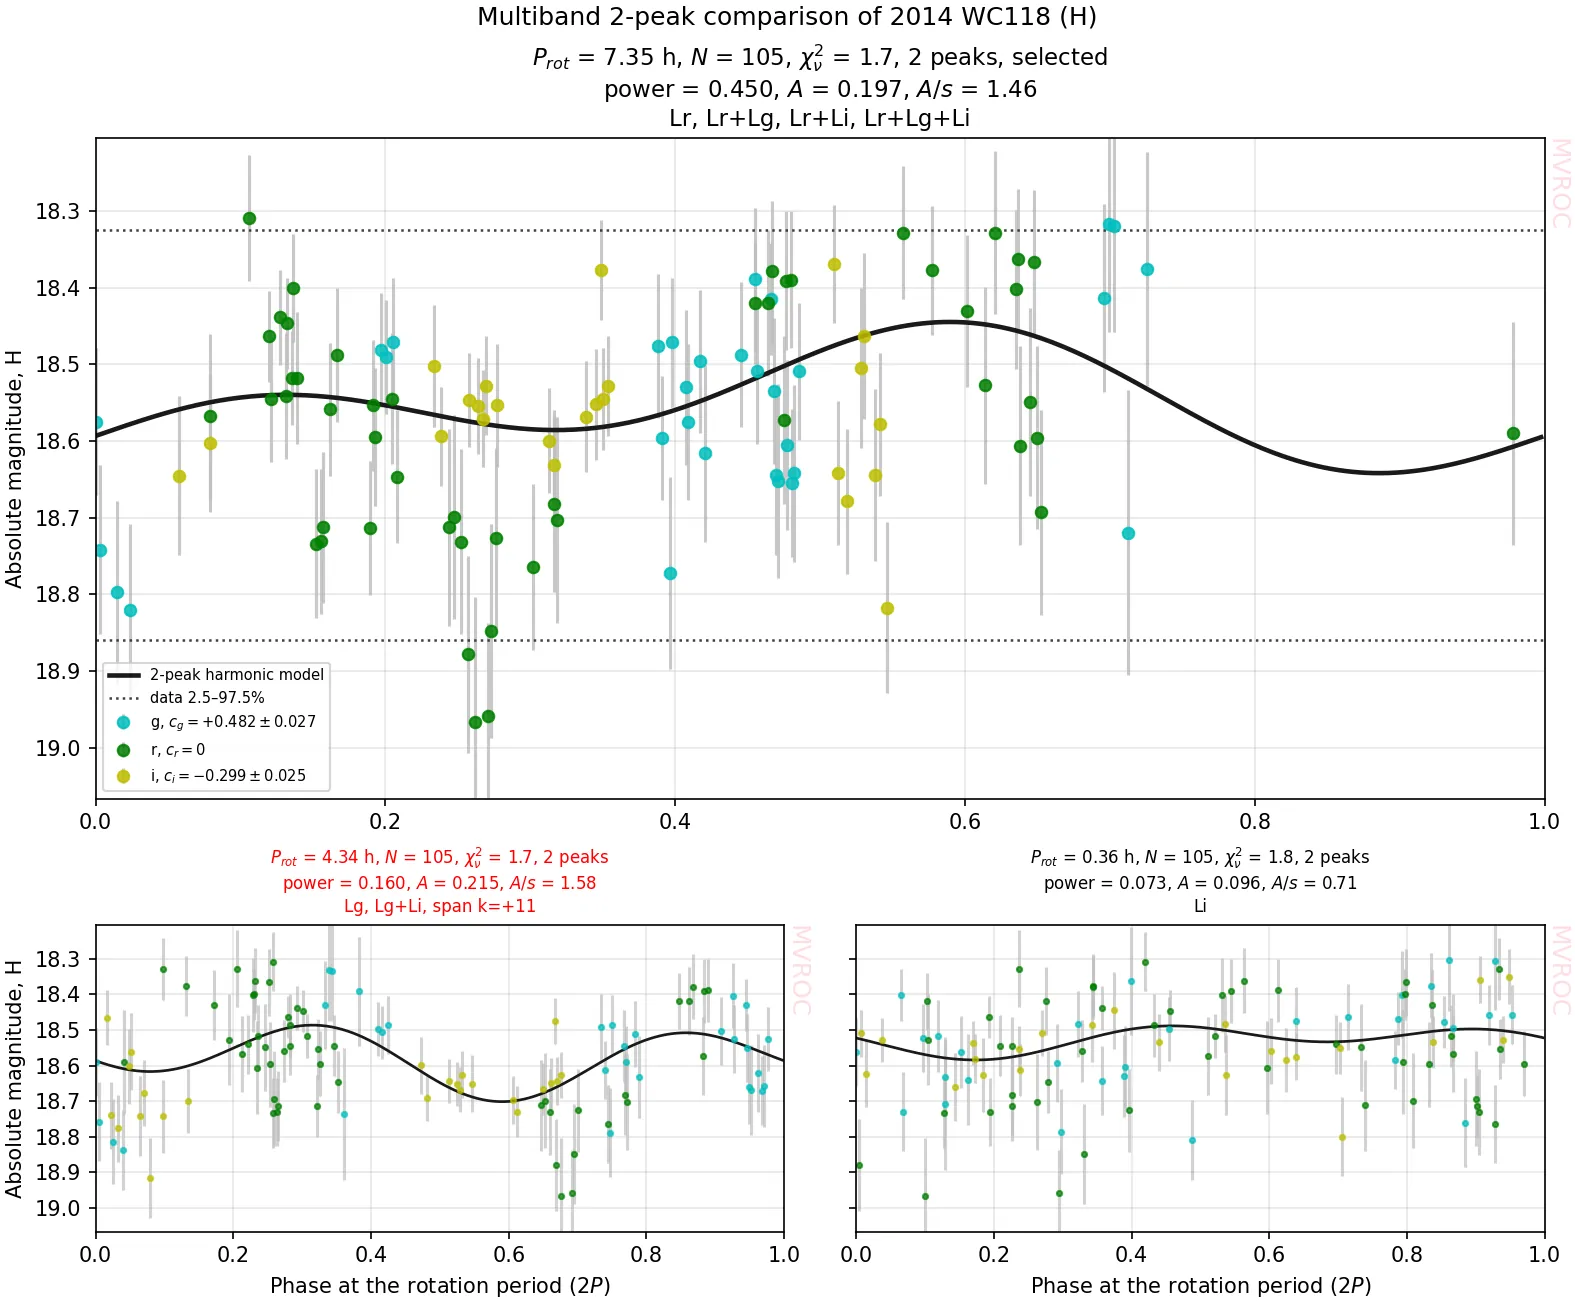 Multiband 2-peak comparison of 2014 WC118 (H)
P_rot = 7.35 h, N = 105, χ²_ν = 1.7, 2 peaks, selected
power = 0.450, A = 0.197, A/s = 1.46
Lr, Lr+Lg, Lr+Li, Lr+Lg+Li
MVROC
Absolute magnitude, H
18.3
18.4
18.5
18.6
18.7
18.8
18.9
19.0
2-peak harmonic model
data 2.5–97.5%
g, c_g = +0.482 ± 0.027
r, c_r = 0
i, c_i = −0.299 ± 0.025
0.0 0.2 0.4 0.6 0.8 1.0
P_rot = 4.34 h, N = 105, χ²_ν = 1.7, 2 peaks
power = 0.160, A = 0.215, A/s = 1.58
Lg, Lg+Li, span k=+11
MVROC
Absolute magnitude, H
18.3
18.4
18.5
18.6
18.7
18.8
18.9
19.0
0.0 0.2 0.4 0.6 0.8 1.0
Phase at the rotation period (2P)
P_rot = 0.36 h, N = 105, χ²_ν = 1.8, 2 peaks
power = 0.073, A = 0.096, A/s = 0.71
Li
MVROC
0.0 0.2 0.4 0.6 0.8 1.0
Phase at the rotation period (2P)